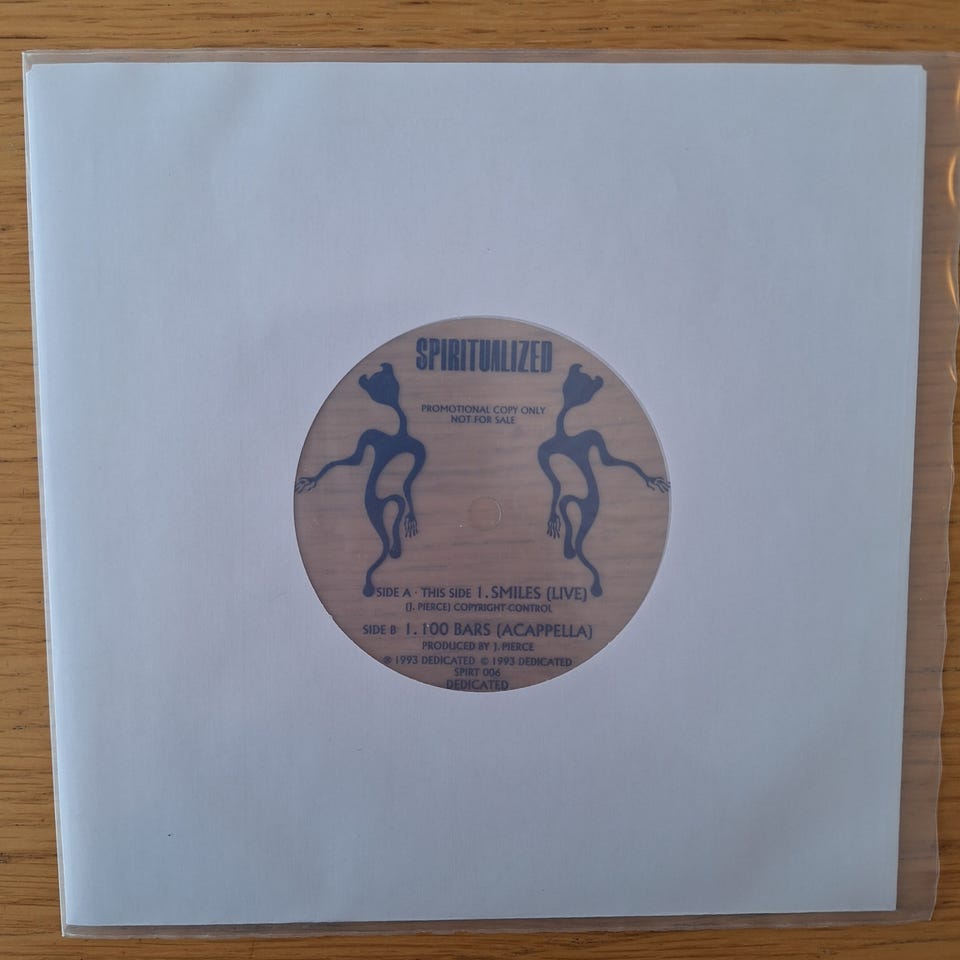 SPIRITUALIZED
PROMOTIONAL COPY ONLY
NOT FOR SALE
SIDE A · THIS SIDE 1. SMILES (LIVE)
(J. PIERCE) COPYRIGHT CONTROL
SIDE B 1. 100 BARS (ACAPPELLA)
PRODUCED BY J. PIERCE
℗ 1993 DEDICATED © 1993 DEDICATED
SPIRT 006
DEDICATED